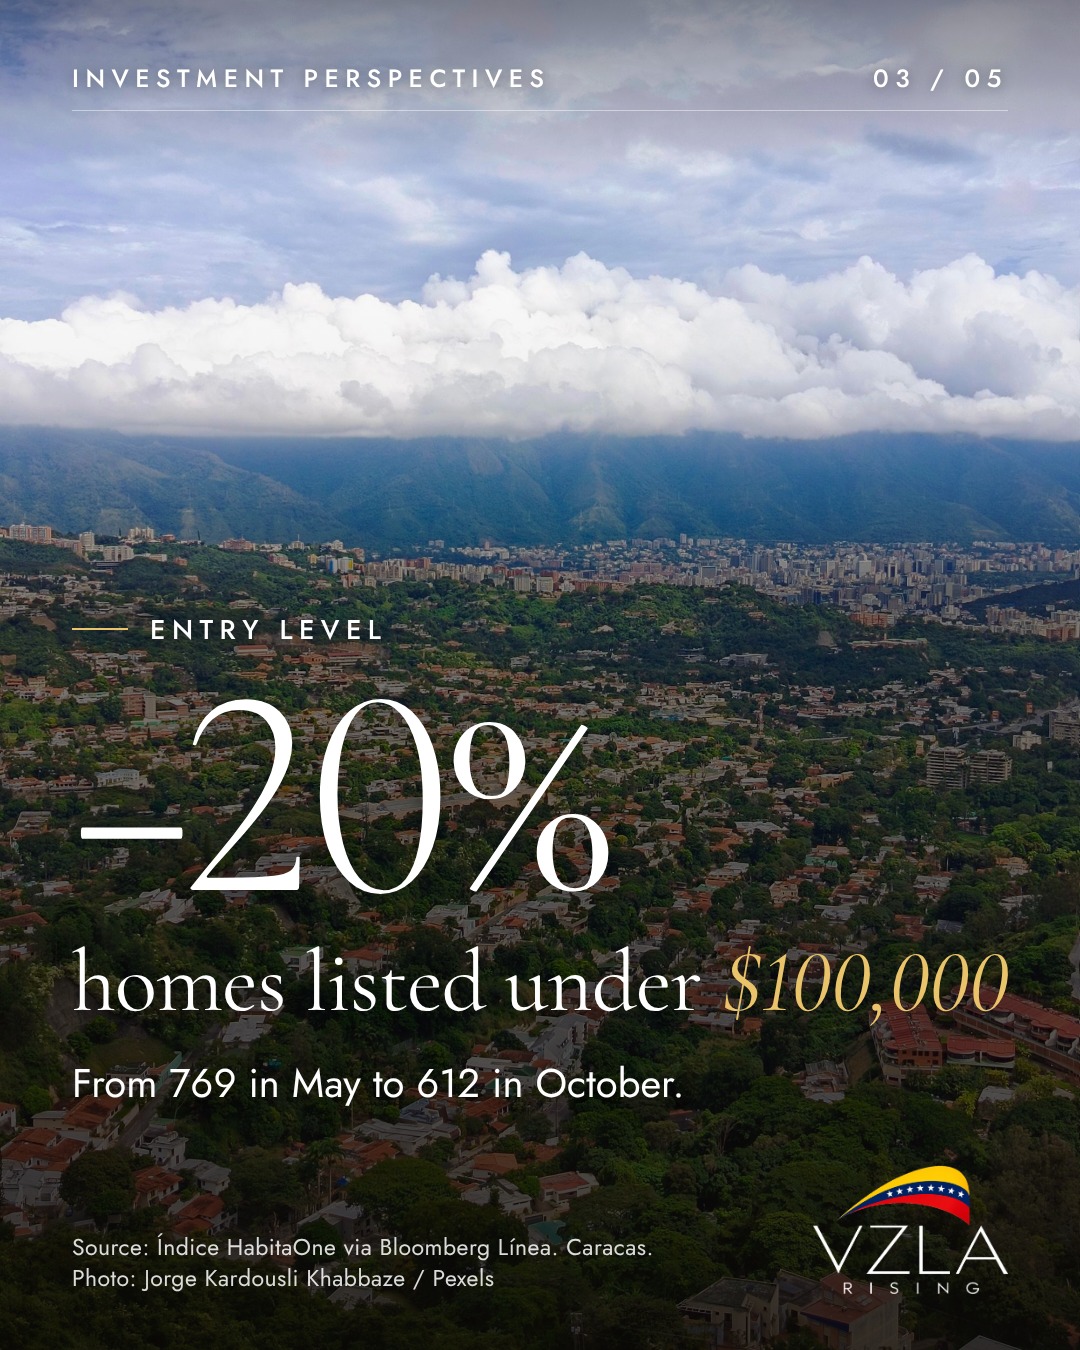 INVESTMENT PERSPECTIVES
03 / 05
ENTRY LEVEL
–20%
homes listed under $100,000
From 769 in May to 612 in October.
Source: Índice HabitaOne via Bloomberg Línea. Caracas.
Photo: Jorge Kardousli Khabbaze / Pexels
VZLA
RISING